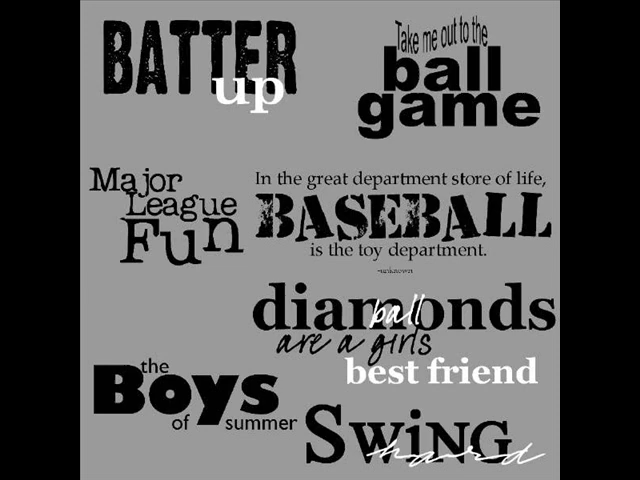 BATTER
up
Take me out to the
ball
game
Major
League
Fun
In the great department store of life,
BASEBALL
is the toy department.
-unknown
diamonds
ball
are a girls
best friend
the
Boys
of summer
SWiNG
hard